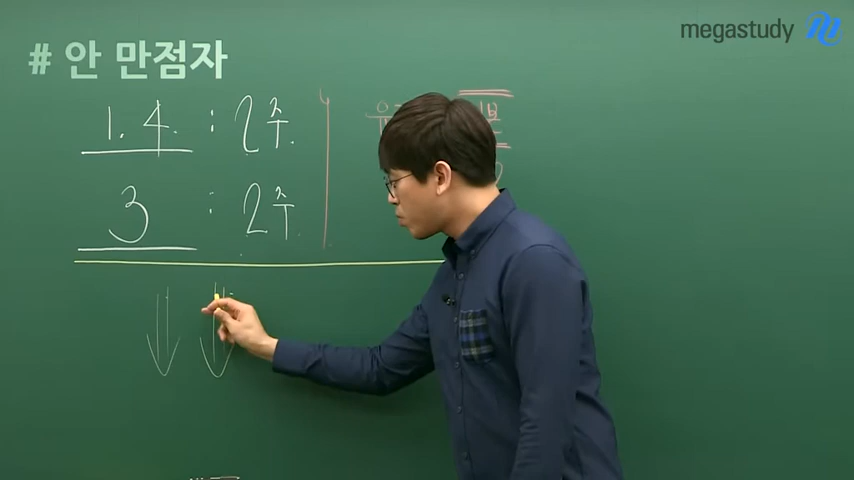 megastudy
# 안 만점자
1. 4. : 2주.
3 : 2주.